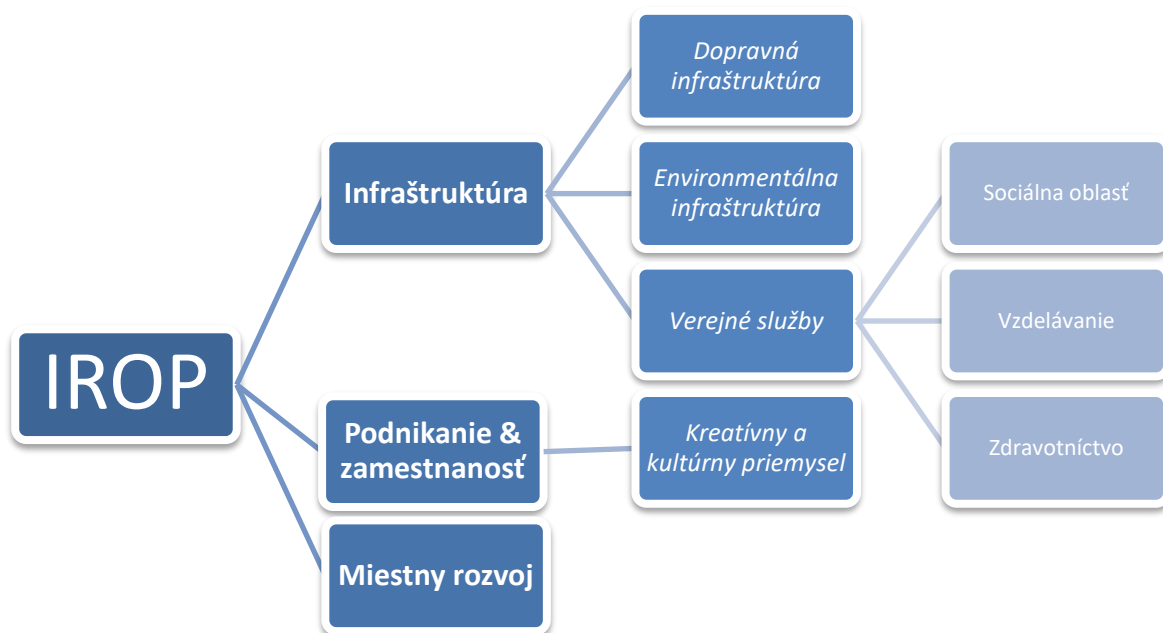 IROP
Infraštruktúra
Dopravná
infraštruktúra
Environmentálna
infraštruktúra
Verejné služby
Sociálna oblasť
Vzdelávanie
Zdravotníctvo
Podnikanie &
zamestnanosť
Kreatívny a
kultúrny priemysel
Miestny rozvoj